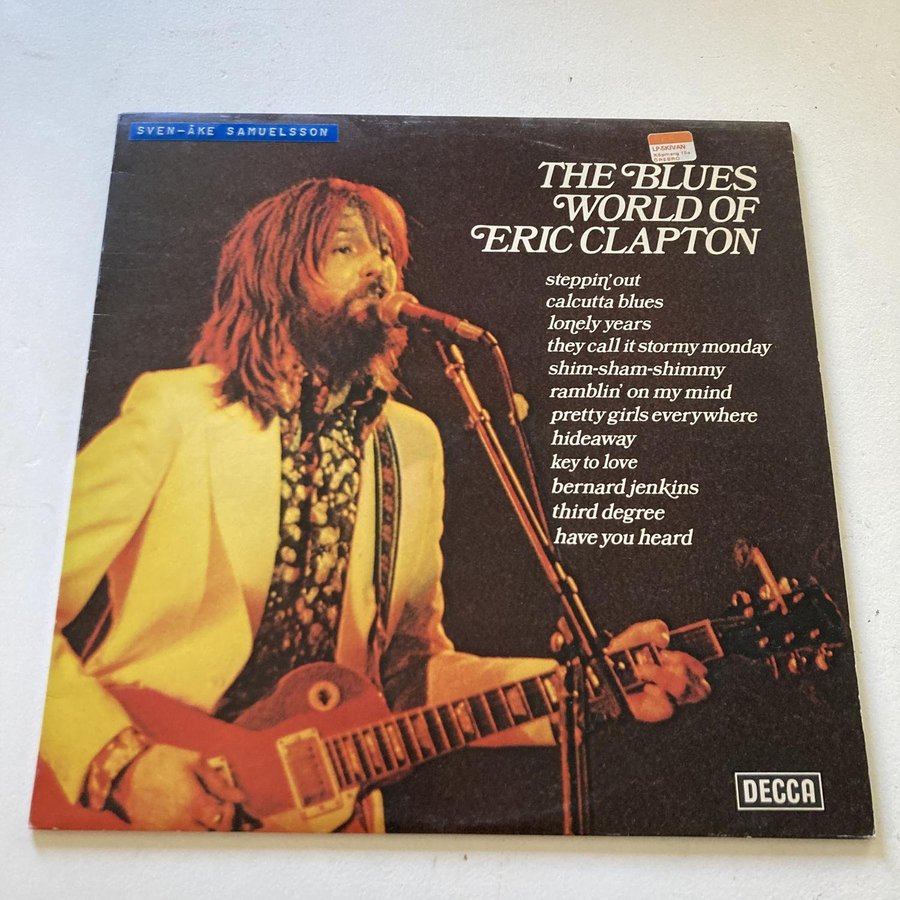 SVEN-ÅKE SAMUELSSON
LP-SKIVAN
ÖREBRO
THE BLUES
WORLD OF
ERIC CLAPTON
steppin' out
calcutta blues
lonely years
they call it stormy monday
shim-sham-shimmy
ramblin' on my mind
pretty girls everywhere
hideaway
key to love
bernard jenkins
third degree
have you heard
DECCA